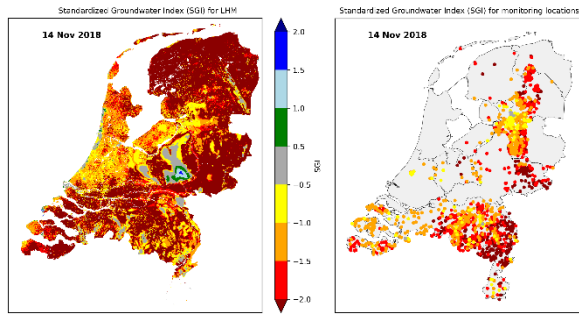 Standardized Groundwater Index (SGI) for LHM
14 Nov 2018
2.0
1.5
1.0
0.5
−0.5
−1.0
−1.5
−2.0
SGI
Standardized Groundwater Index (SGI) for monitoring locations
14 Nov 2018